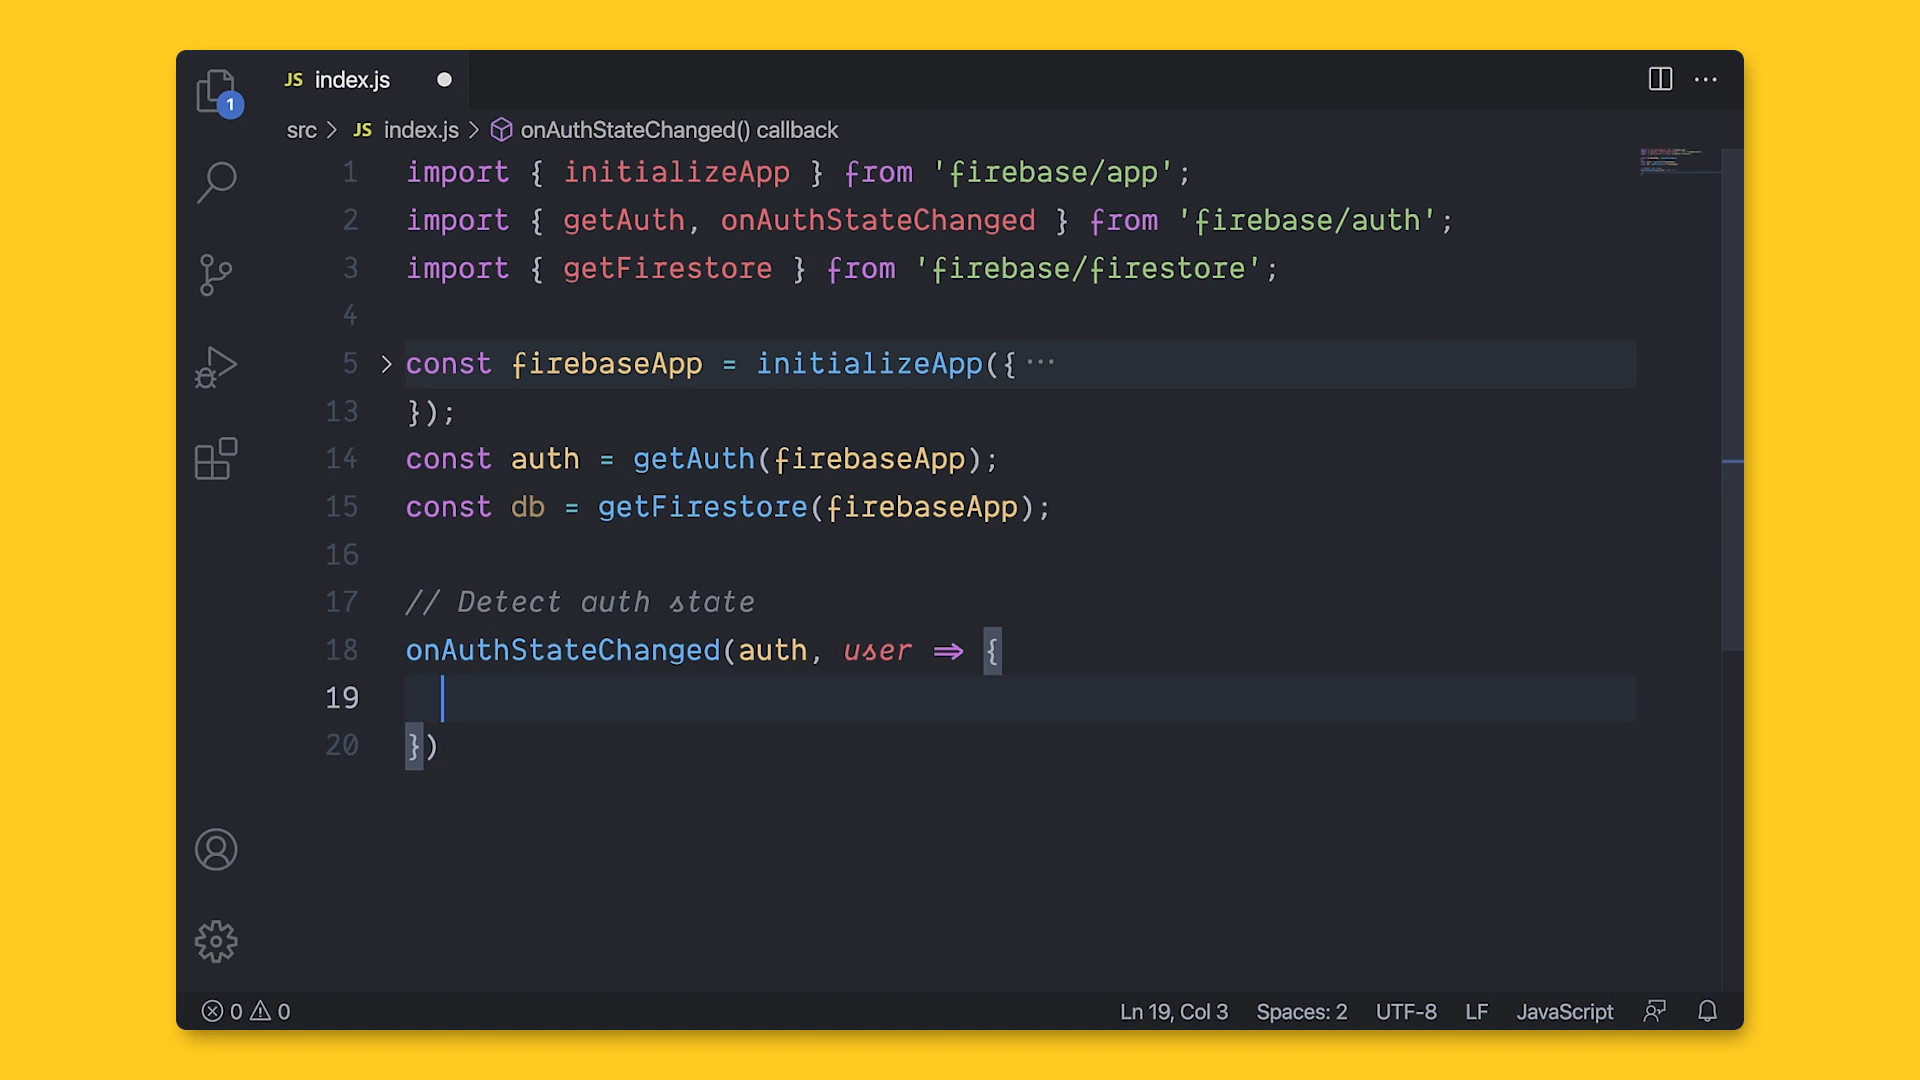 JS index.js
1
src > JS index.js > onAuthStateChanged() callback
1 import { initializeApp } from 'firebase/app';
2 import { getAuth, onAuthStateChanged } from 'firebase/auth';
3 import { getFirestore } from 'firebase/firestore';
4
5 > const firebaseApp = initializeApp({ ···
13 });
14 const auth = getAuth(firebaseApp);
15 const db = getFirestore(firebaseApp);
16
17 // Detect auth state
18 onAuthStateChanged(auth, user => {
19
20 })
0 0 Ln 19, Col 3 Spaces: 2 UTF-8 LF JavaScript